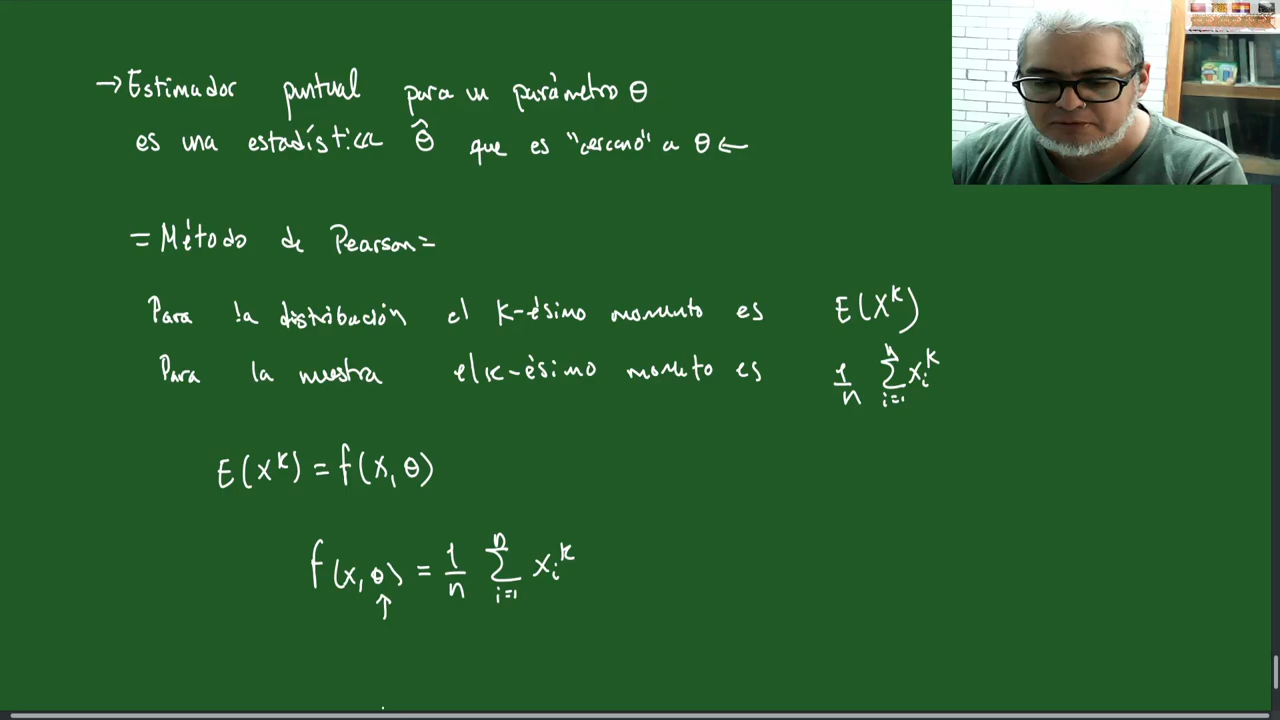 → Estimador puntual para un parámetro θ
es una estadística θ̂ que es "cercano" a θ ←
= Método de Pearson =
Para la distribución el k-ésimo momento es E(X^k)
Para la muestra el k-ésimo momento es 1/n ∑_{i=1}^{n} x_i^k
E(X^k) = f(x, θ)
f(x, θ) = 1/n ∑_{i=1}^{n} x_i^k
↑